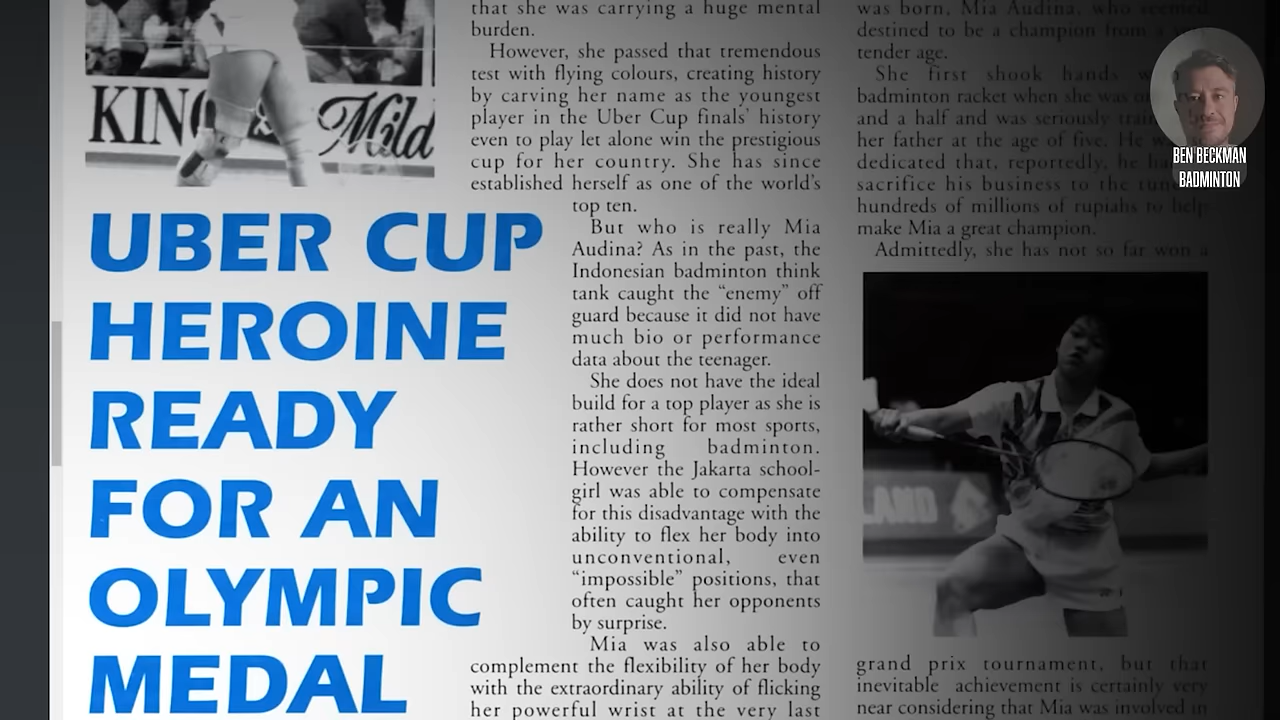 KING
Mild
UBER CUP
HEROINE
READY
FOR AN
OLYMPIC
MEDAL
that she was carrying a huge mental
burden.
However, she passed that tremendous
test with flying colours, creating history
by carving her name as the youngest
player in the Uber Cup finals' history
even to play let alone win the prestigious
cup for her country. She has since
established herself as one of the world's
top ten.
But who is really Mia
Audina? As in the past, the
Indonesian badminton think
tank caught the “enemy” off
guard because it did not have
much bio or performance
data about the teenager.
She does not have the ideal
build for a top player as she is
rather short for most sports,
including badminton.
However the Jakarta school-
girl was able to compensate
for this disadvantage with the
ability to flex her body into
unconventional, even
“impossible” positions, that
often caught her opponents
by surprise.
Mia was also able to
complement the flexibility of her body
with the extraordinary ability of flicking
her powerful wrist at the very last
was born, Mia Audina, who seemed
destined to be a champion from a
tender age.
She first shook hands
badminton racket when she was
and a half and was seriously
her father at the age of five. He
dedicated that, reportedly, he
sacrifice his business to the
hundreds of millions of rupiahs to help
make Mia a great champion.
Admittedly, she has not so far won a
LAND
grand prix tournament, but that
inevitable achievement is certainly very
near considering that Mia was involved in
BEN BECKMAN
BADMINTON